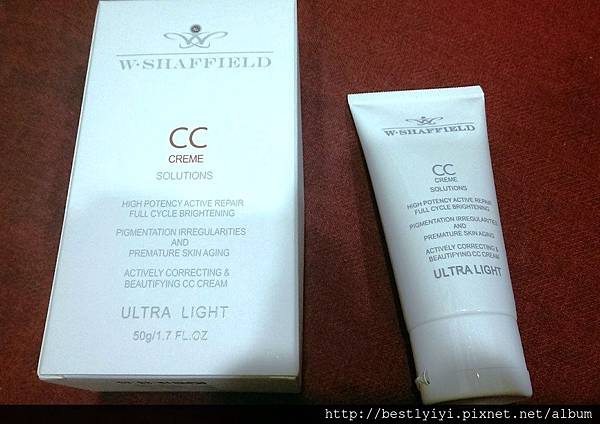 W·SHAFFIELD
CC
CREME
SOLUTIONS
HIGH POTENCY ACTIVE REPAIR
FULL CYCLE BRIGHTENING
PIGMENTATION IRREGULARITIES
AND
PREMATURE SKIN AGING
ACTIVELY CORRECTING &
BEAUTIFYING CC CREAM
ULTRA LIGHT
50g/1.7 FL.OZ
W·SHAFFIELD
CC
CREME
SOLUTIONS
HIGH POTENCY ACTIVE REPAIR
FULL CYCLE BRIGHTENING
PIGMENTATION IRREGULARITIES
AND
PREMATURE SKIN AGING
ACTIVELY CORRECTING &
BEAUTIFYING CC CREAM
ULTRA LIGHT
http://bestlyiyi.pixnet.net/album